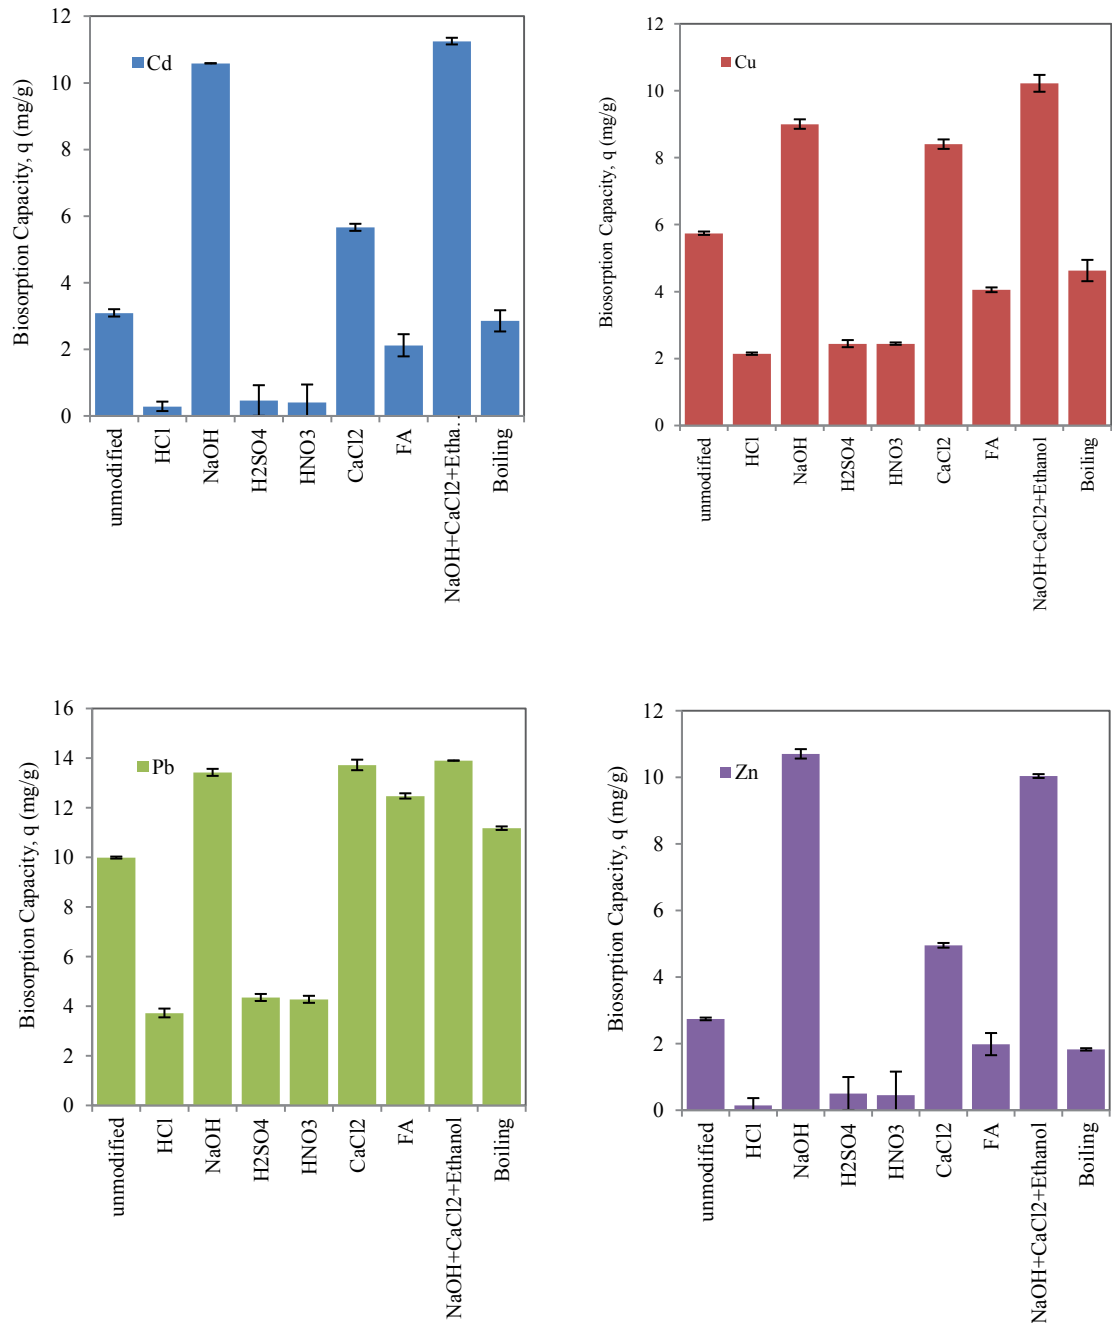 Biosorption Capacity, q (mg/g)
12
10
8
6
4
2
0
Cd
unmodified
HCl
NaOH
H2SO4
HNO3
CaCl2
FA
NaOH+CaCl2+Etha…
Boiling
Biosorption Capacity, q (mg/g)
12
10
8
6
4
2
0
Cu
unmodified
HCl
NaOH
H2SO4
HNO3
CaCl2
FA
NaOH+CaCl2+Ethanol
Boiling
Biosorption Capacity, q (mg/g)
16
14
12
10
8
6
4
2
0
Pb
unmodified
HCl
NaOH
H2SO4
HNO3
CaCl2
FA
NaOH+CaCl2+Ethanol
Boiling
Biosorption Capacity, q (mg/g)
12
10
8
6
4
2
0
Zn
unmodified
HCl
NaOH
H2SO4
HNO3
CaCl2
FA
NaOH+CaCl2+Ethanol
Boiling